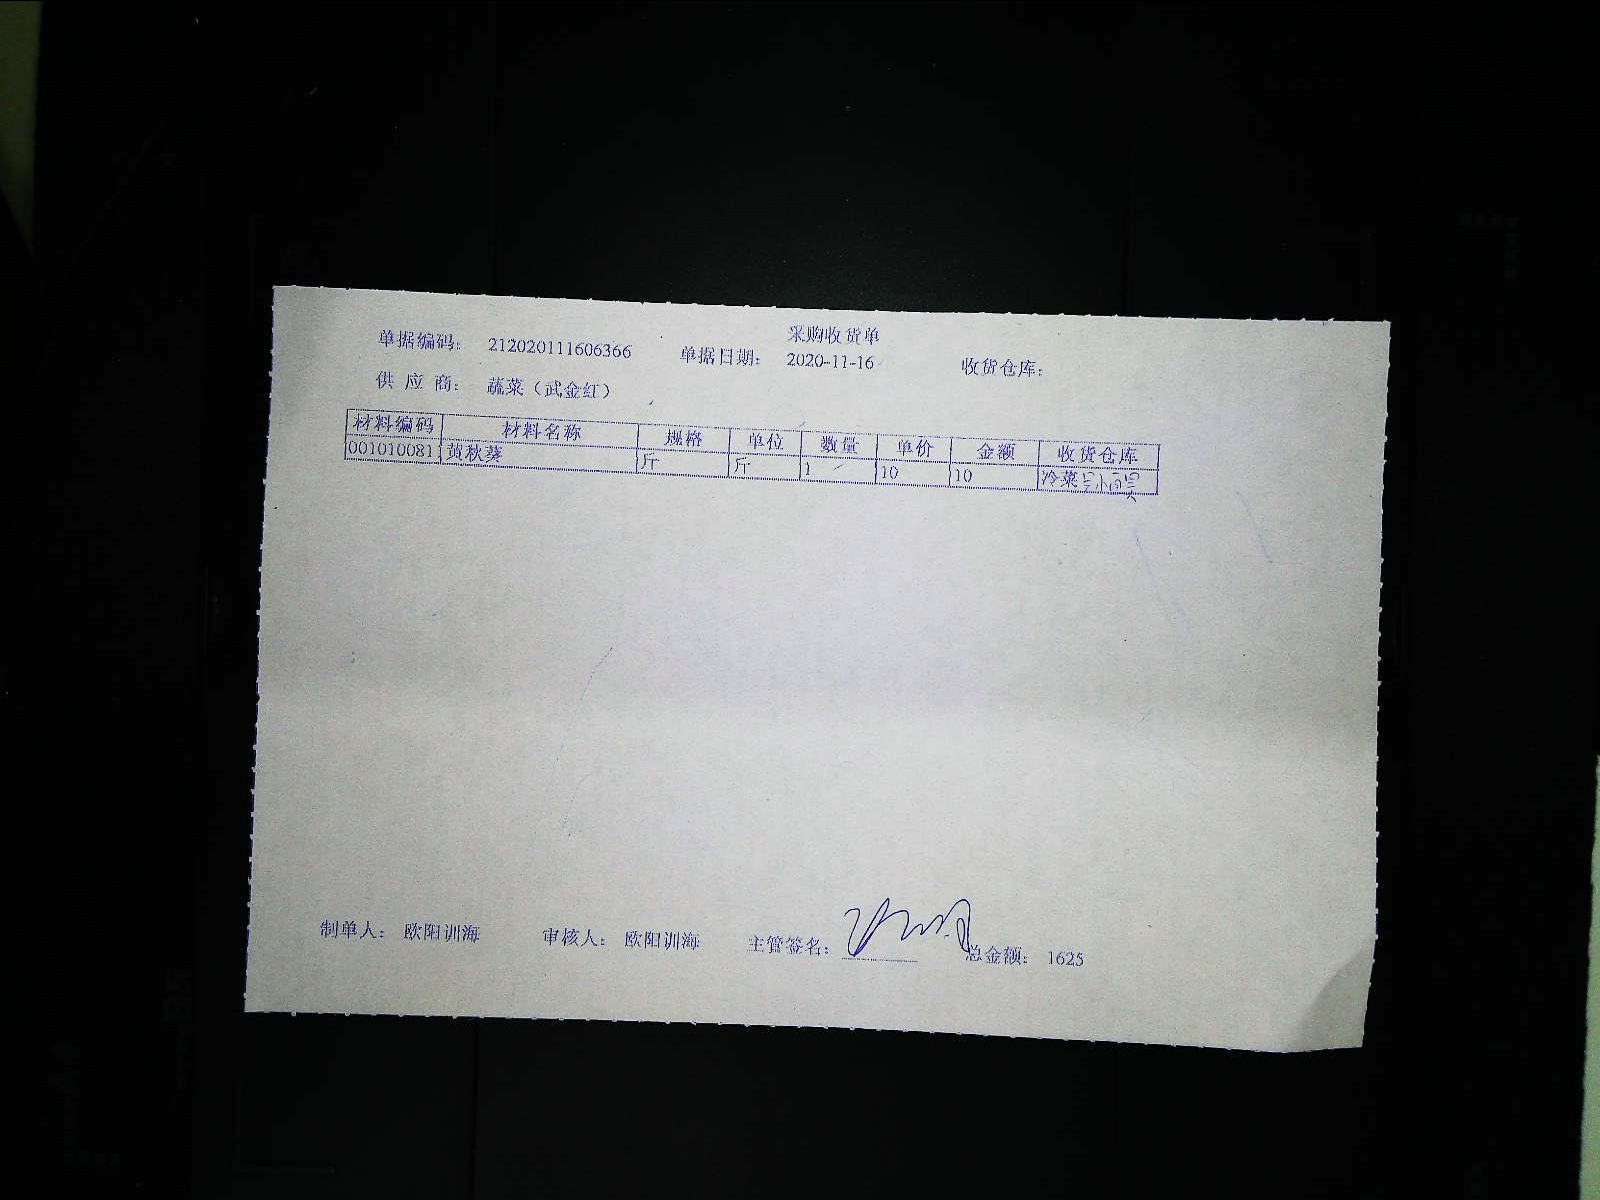 采购收货单
单据编码: 212020111606366 单据日期: 2020-11-16 收货仓库:
供 应 商: 蔬菜（武金红）
材料编码 材料名称 规格 单位 数量 单价 金额 收货仓库
001010081 黄秋葵 斤 斤 1 10 10 冷菜
制单人: 欧阳训海 审核人: 欧阳训海 主管签名: 总金额: 1625